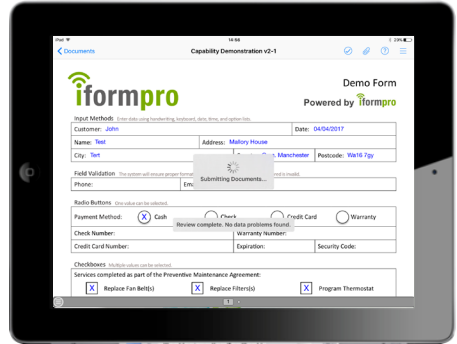 iPad 14:58 23%
Documents Capability Demonstration v2-1
iformpro
Demo Form
Powered by iformpro
Input Methods Enter data using handwriting, keyboard, date, time, and option lists.
Customer: John Date: 04/04/2017
Name: Test Address: Mallory House
City: Tert Manchester Postcode: Wa16 7gy
Submitting Documents...
Field Validation The system will ensure proper format is invalid.
Phone: Em
Radio Buttons One value can be selected.
Payment Method: X Cash Check Credit Card Warranty
Review complete. No data problems found.
Check Number: Warranty Number:
Credit Card Number: Expiration: Security Code:
Checkboxes Multiple values can be selected.
Services completed as part of the Preventive Maintenance Agreement:
X Replace Fan Belt(s) X Replace Filters(s) X Program Thermostat
1